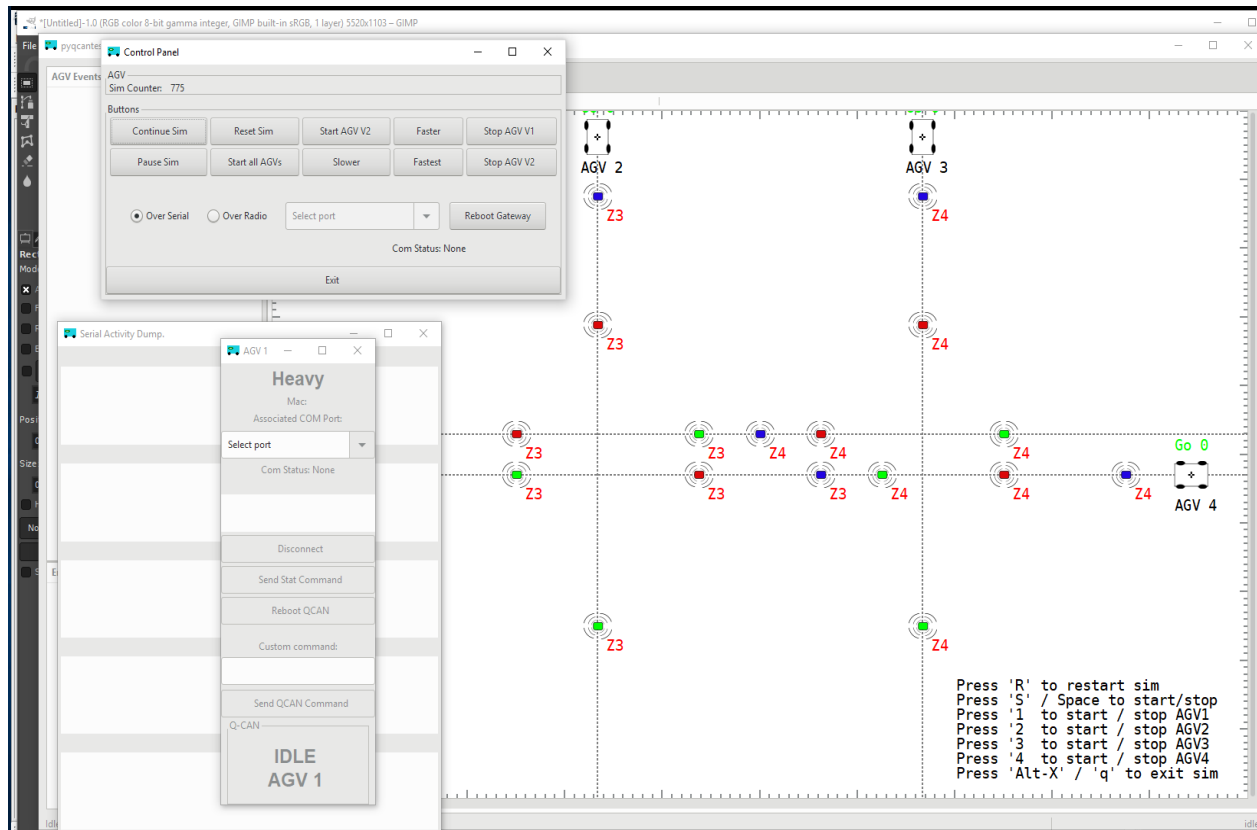 *[Untitled]-1.0 (RGB color 8-bit gamma integer, GIMP built-in sRGB, 1 layer) 5520x1103 – GIMP
File
pyqcante
Control Panel
AGV Events
AGV
Sim Counter: 775
Buttons
Continue Sim
Reset Sim
Start AGV V2
Faster
Stop AGV V1
Pause Sim
Start all AGVs
Slower
Fastest
Stop AGV V2
Over Serial
Over Radio
Select port
Reboot Gateway
Com Status: None
Exit
AGV 2
AGV 3
Z3
Z4
Z3
Z4
Rec
Mod
Posi
Size
No
Serial Activity Dump.
AGV 1
Heavy
Mac:
Associated COM Port:
Select port
Com Status: None
Disconnect
Send Stat Command
Reboot QCAN
Custom command:
Send QCAN Command
Q-CAN
IDLE
AGV 1
Z3
Z3
Z4
Z4
Z4
Go 0
Z3
Z3
Z3
Z4
Z4
Z4
AGV 4
Z3
Z4
Press 'R' to restart sim
Press 'S' / Space to start/stop
Press '1 to start / stop AGV1
Press '2 to start / stop AGV2
Press '3 to start / stop AGV3
Press '4 to start / stop AGV4
Press 'Alt-X' / 'q' to exit sim
Idle
idle